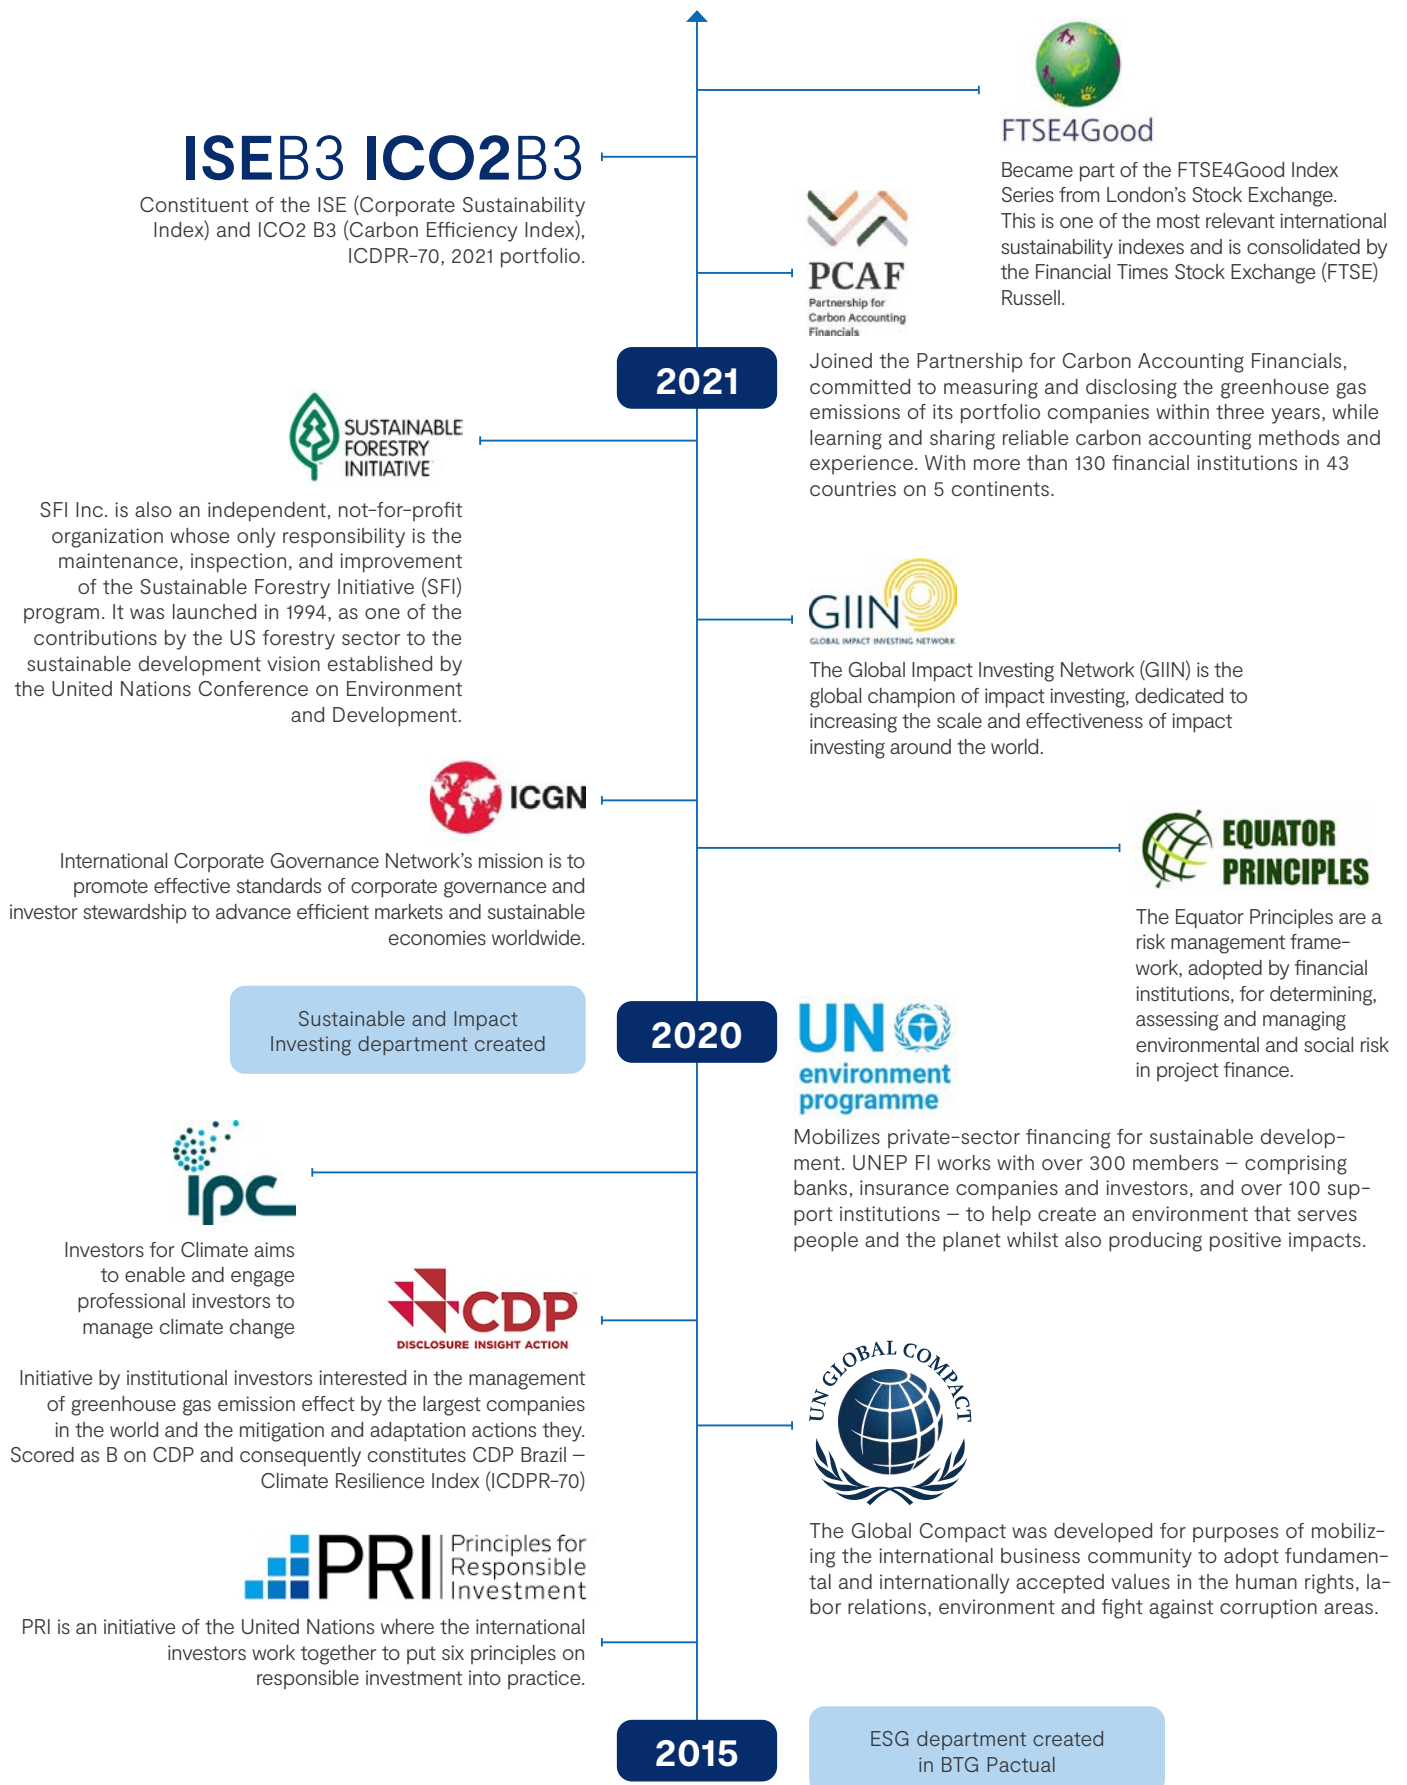 FTSE4Good
Became part of the FTSE4Good Index
Series from London’s Stock Exchange.
This is one of the most relevant international
sustainability indexes and is consolidated by
the Financial Times Stock Exchange (FTSE)
Russell.
ISEB3 ICO2B3
Constituent of the ISE (Corporate Sustainability
Index) and ICO2 B3 (Carbon Efficiency Index),
ICDPR-70, 2021 portfolio.
PCAF
Partnership for
Carbon Accounting
Financials
Joined the Partnership for Carbon Accounting Financials,
committed to measuring and disclosing the greenhouse gas
emissions of its portfolio companies within three years, while
learning and sharing reliable carbon accounting methods and
experience. With more than 130 financial institutions in 43
countries on 5 continents.
2021
SUSTAINABLE
FORESTRY
INITIATIVE
SFI Inc. is also an independent, not-for-profit
organization whose only responsibility is the
maintenance, inspection, and improvement
of the Sustainable Forestry Initiative (SFI)
program. It was launched in 1994, as one of the
contributions by the US forestry sector to the
sustainable development vision established by
the United Nations Conference on Environment
and Development.
GIIN
GLOBAL IMPACT INVESTING NETWORK
The Global Impact Investing Network (GIIN) is the
global champion of impact investing, dedicated to
increasing the scale and effectiveness of impact
investing around the world.
ICGN
International Corporate Governance Network’s mission is to
promote effective standards of corporate governance and
investor stewardship to advance efficient markets and sustainable
economies worldwide.
EQUATOR
PRINCIPLES
The Equator Principles are a
risk management frame-
work, adopted by financial
institutions, for determining,
assessing and managing
environmental and social risk
in project finance.
Sustainable and Impact
Investing department created
2020
UN
environment
programme
Mobilizes private-sector financing for sustainable develop-
ment. UNEP FI works with over 300 members – comprising
banks, insurance companies and investors, and over 100 sup-
port institutions – to help create an environment that serves
people and the planet whilst also producing positive impacts.
ipc
Investors for Climate aims
to enable and engage
professional investors to
manage climate change
CDP
DISCLOSURE INSIGHT ACTION
Initiative by institutional investors interested in the management
of greenhouse gas emission effect by the largest companies
in the world and the mitigation and adaptation actions they.
Scored as B on CDP and consequently constitutes CDP Brazil –
Climate Resilience Index (ICDPR-70)
UN GLOBAL COMPACT
The Global Compact was developed for purposes of mobiliz-
ing the international business community to adopt fundamen-
tal and internationally accepted values in the human rights, la-
bor relations, environment and fight against corruption areas.
PRI
Principles for
Responsible
Investment
PRI is an initiative of the United Nations where the international
investors work together to put six principles on
responsible investment into practice.
2015
ESG department created
in BTG Pactual